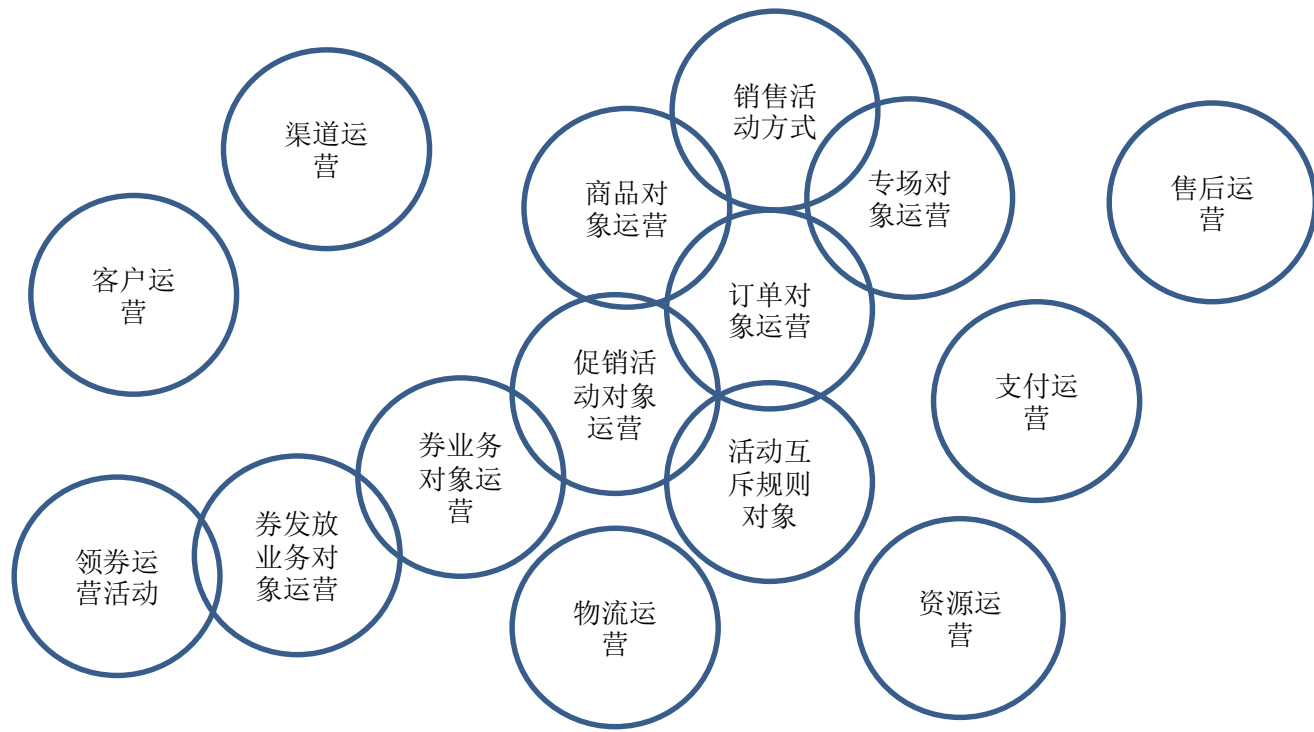 销售活
动方式
渠道运
营
商品对
象运营
专场对
象运营
售后运
营
客户运
营
订单对
象运营
促销活
动对象
运营
支付运
营
券业务
对象运
营
活动互
斥规则
对象
领券运
营活动
券发放
业务对
象运营
物流运
营
资源运
营